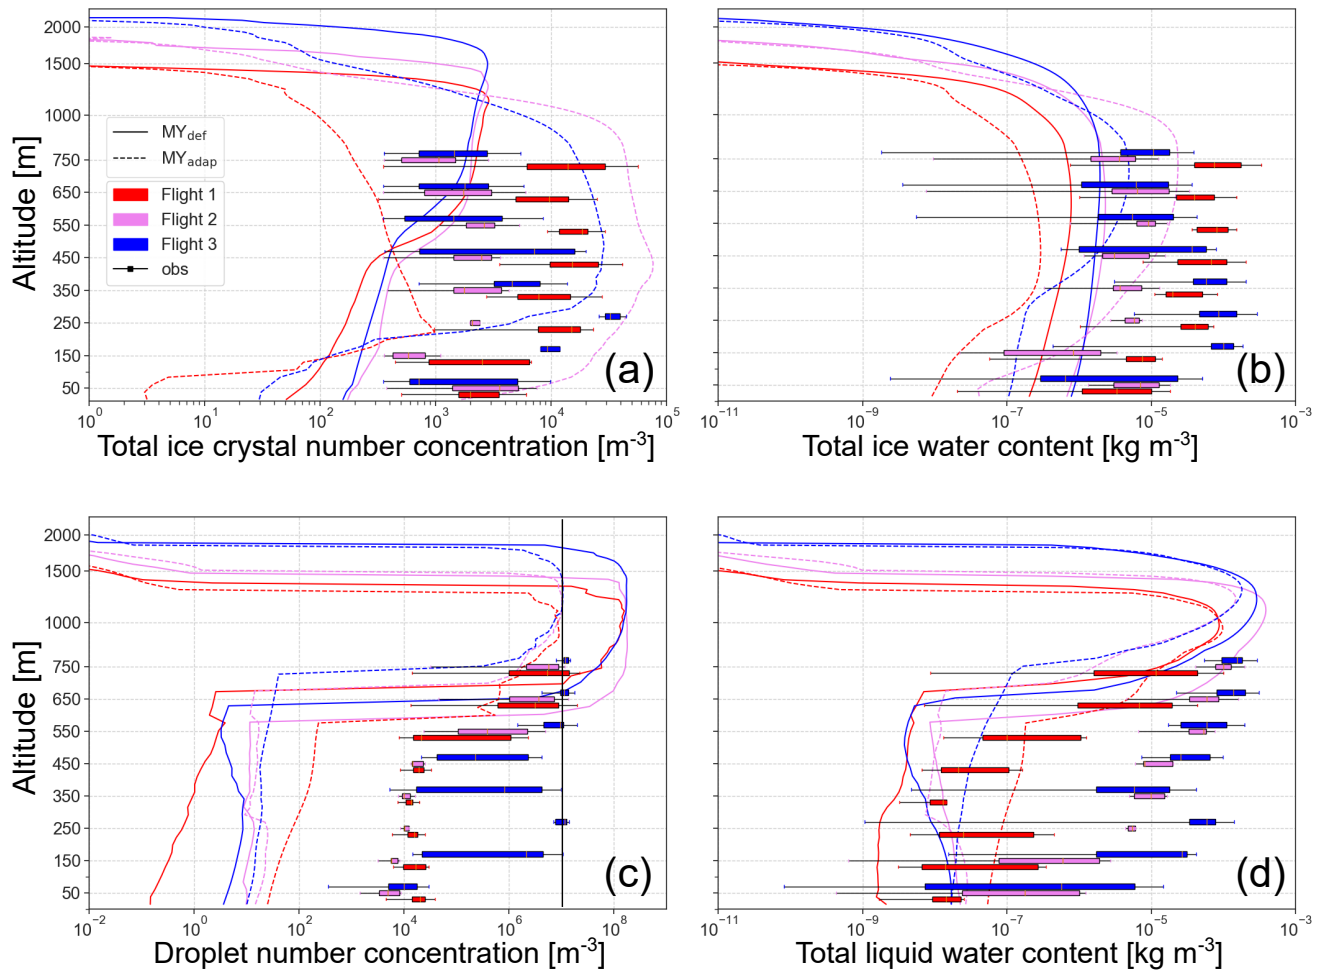 Altitude [m]
2000
1500
1000
750
650
550
450
350
250
150
50
MY_def
MY_adap
Flight 1
Flight 2
Flight 3
obs
(a)
10^0
10^1
10^2
10^3
10^4
10^5
Total ice crystal number concentration [m^-3]
(b)
10^-11
10^-9
10^-7
10^-5
10^-3
Total ice water content [kg m^-3]
Altitude [m]
2000
1500
1000
750
650
550
450
350
250
150
50
(c)
10^-2
10^0
10^2
10^4
10^6
10^8
Droplet number concentration [m^-3]
(d)
10^-11
10^-9
10^-7
10^-5
10^-3
Total liquid water content [kg m^-3]